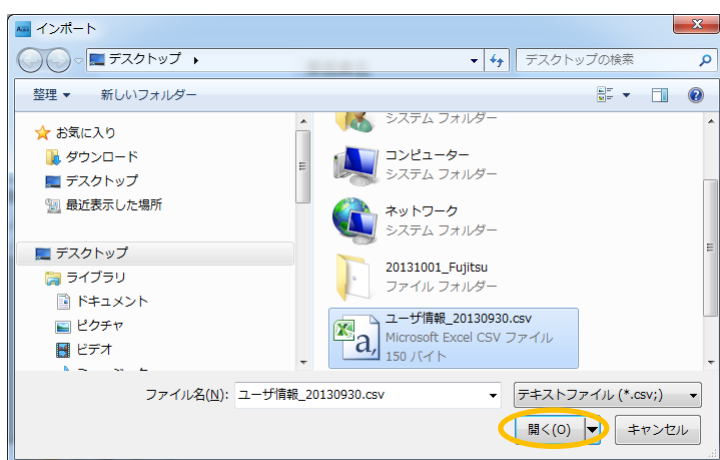 インポート
デスクトップ
デスクトップの検索
整理 ▼ 新しいフォルダー
お気に入り
ダウンロード
デスクトップ
最近表示した場所
デスクトップ
ライブラリ
ドキュメント
ピクチャ
ビデオ
システム フォルダー
コンピューター
システム フォルダー
ネットワーク
システム フォルダー
20131001_Fujitsu
ファイル フォルダー
ユーザ情報_20130930.csv
Microsoft Excel CSV ファイル
150 バイト
ファイル名(N): ユーザ情報_20130930.csv
テキストファイル (*.csv;)
開く(O)
キャンセル